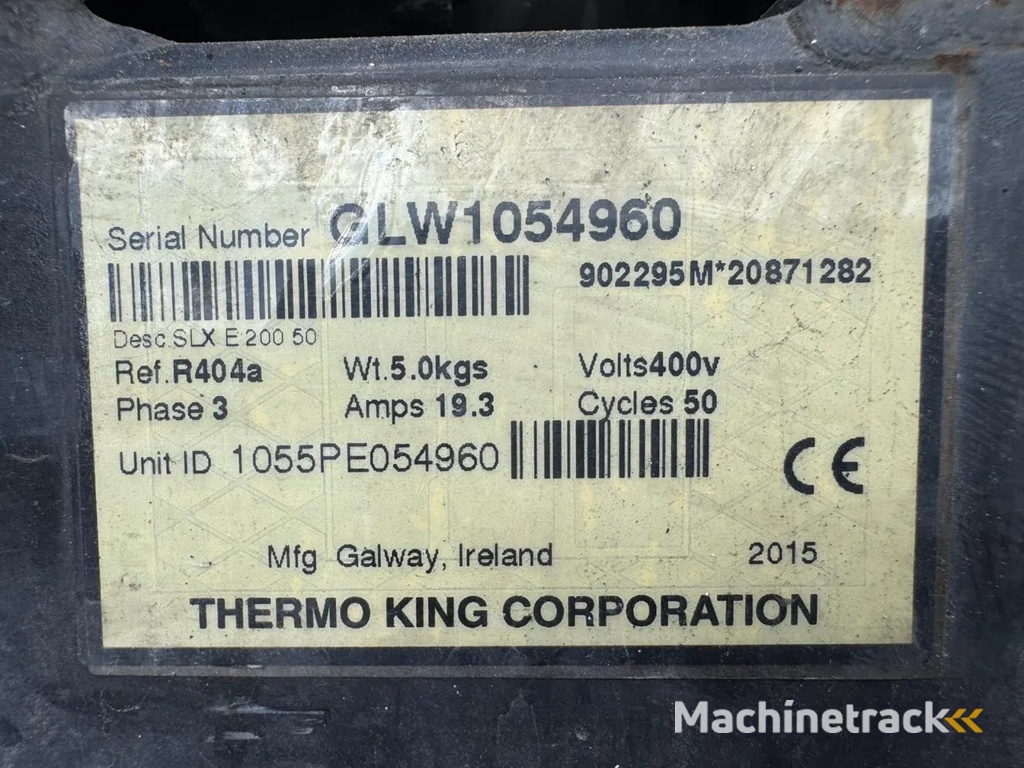 Serial Number GLW1054960
902295M*20871282
Desc.SLX E 200 50
Ref.R404a Wt.5.0kgs Volts400v
Phase 3 Amps 19.3 Cycles 50
Unit ID 1055PE054960
CE
Mfg Galway, Ireland 2015
THERMO KING CORPORATION
Machinetrack